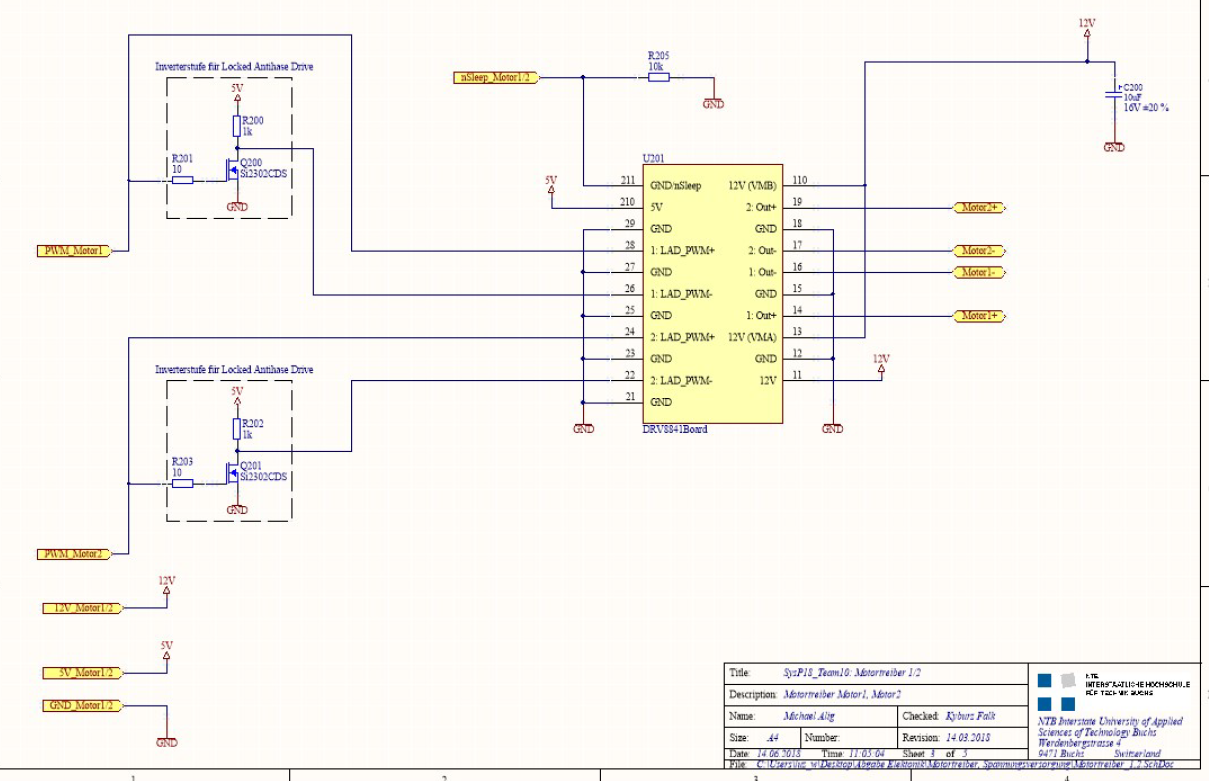 12V
Inverterstufe für Locked Antihase Drive
5V
R200
1k
R201
10
Q200
Si2302CDS
GND
PWM_Motor1
nSleep_Motor1/2
R205
10k
GND
C200
10uF
16V ±20 %
GND
U201
5V
211 GND/nSleep 12V (VMB) 110
210 5V 2: Out+ 19 Motor2+
29 GND GND 18
28 1: LAD_PWM+ 2: Out- 17 Motor2-
27 GND 1: Out- 16 Motor1-
26 1: LAD_PWM- GND 15
25 GND 1: Out+ 14 Motor1+
24 2: LAD_PWM+ 12V (VMA) 13
23 GND GND 12
22 2: LAD_PWM- 12V 11
21 GND
12V
GND
DRV8841Board
GND
Inverterstufe für Locked Antihase Drive
5V
R202
1k
R203
10
Q201
Si2302CDS
GND
PWM_Motor2
12V
12V_Motor1/2
5V
5V_Motor1/2
GND_Motor1/2
GND
Title: SysP18_Team10: Motortreiber 1/2
Description: Motortreiber Motor1, Motor2
Name: Michael Alig Checked: Kyburz Falk
Size: A4 Number: Revision: 14.03.2018
Date: 14.06.2018 Time: 11:05:04 Sheet 3 of 5
File: Elektonik\Motortreiber, Spannungsversorgung\Motortreiber_1_2.SchDoc
NTB
INTERSTAATLICHE HOCHSCHULE
FÜR TECHNIK BUCHS
NTB Interstate University of Applied
Sciences of Technology Buchs
Werdenbergstrasse 4
9471 Buchs Switzerland
1 2 3 4